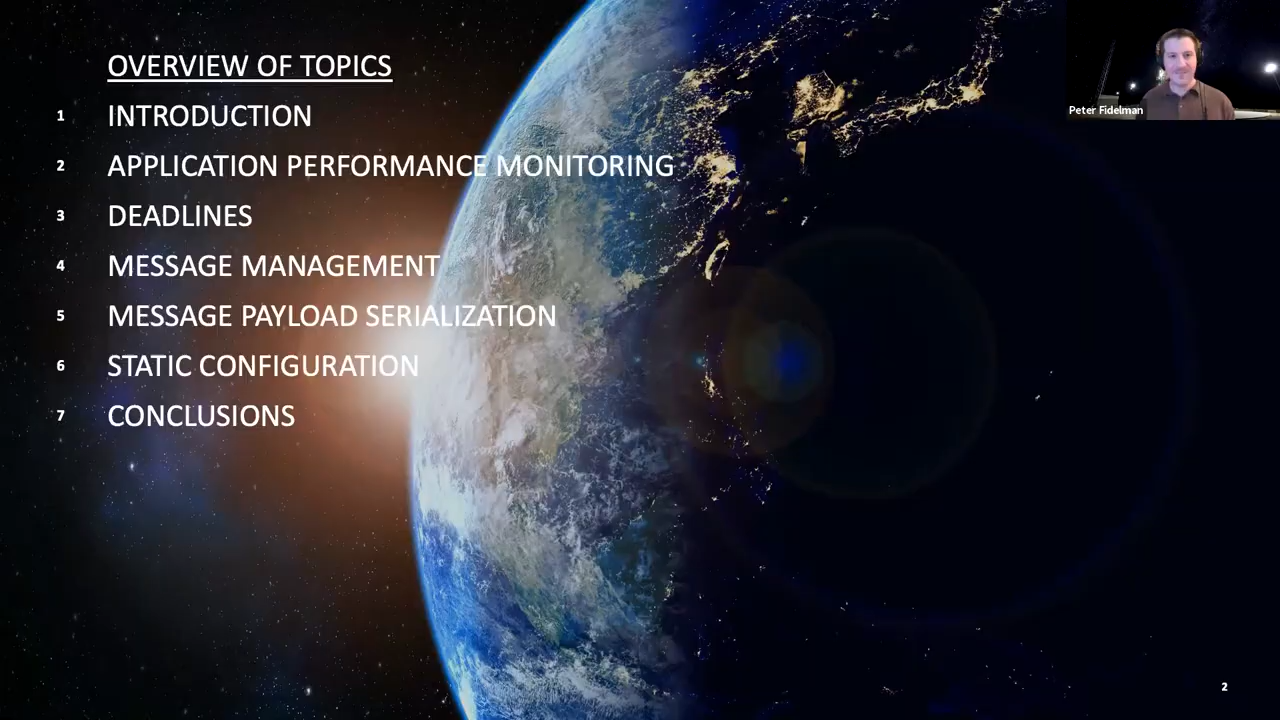 OVERVIEW OF TOPICS
1 INTRODUCTION
2 APPLICATION PERFORMANCE MONITORING
3 DEADLINES
4 MESSAGE MANAGEMENT
5 MESSAGE PAYLOAD SERIALIZATION
6 STATIC CONFIGURATION
7 CONCLUSIONS
Peter Fidelman
2